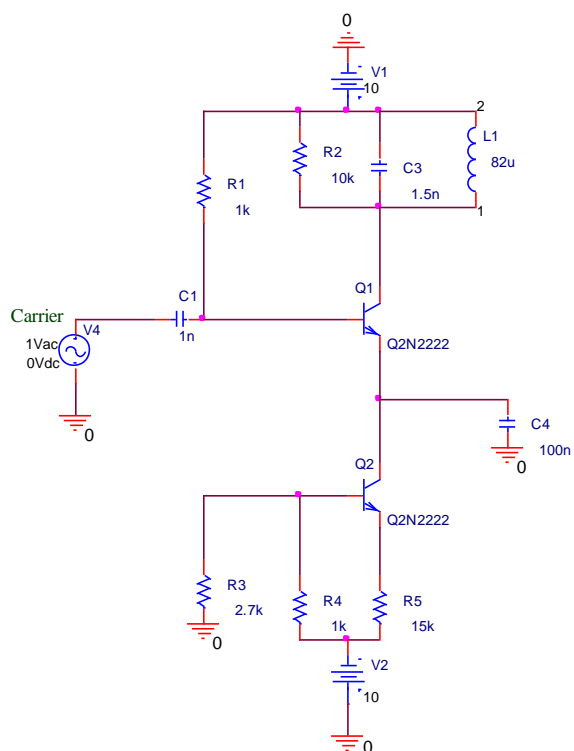 0
V1
10
2
L1
82u
1
R2
10k
C3
1.5n
R1
1k
Q1
Q2N2222
C1
1n
Carrier
V4
1Vac
0Vdc
0
C4
100n
0
Q2
Q2N2222
R3
2.7k
0
R4
1k
R5
15k
V2
10
0